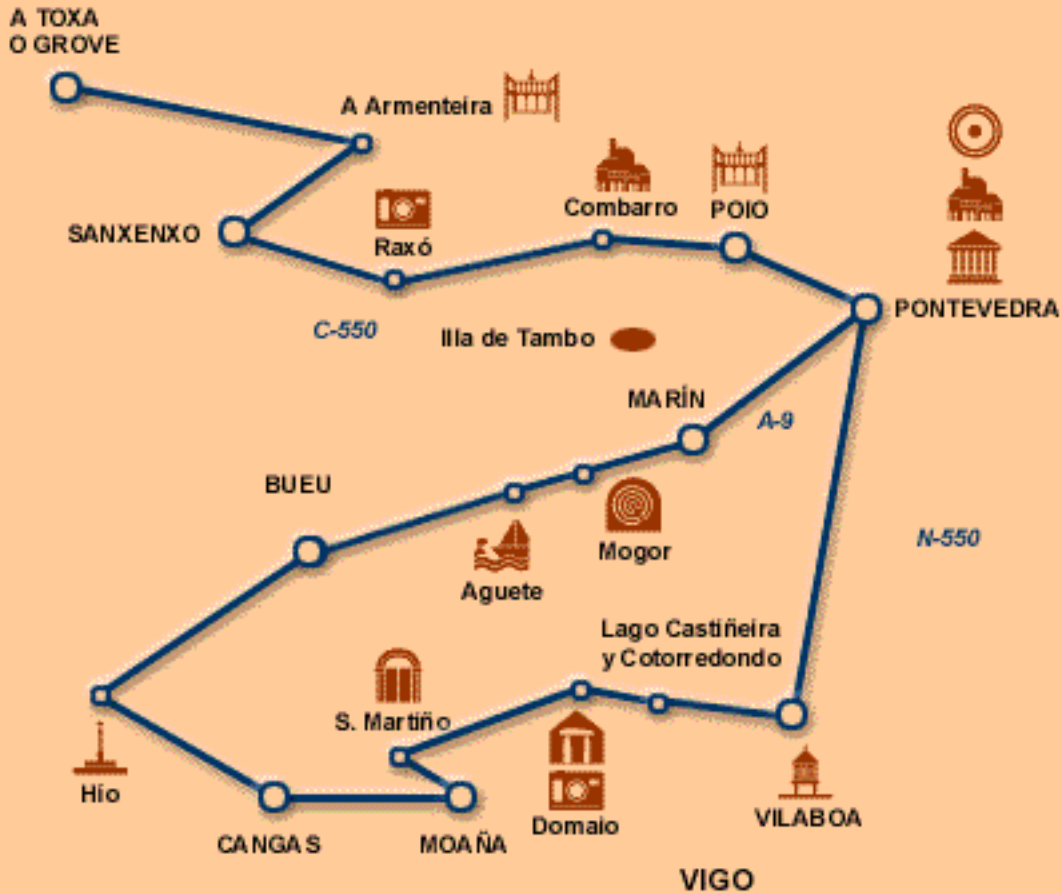 A TOXA
O GROVE
A Armenteira
SANXENXO
Raxó
Combarro
POIO
PONTEVEDRA
C-550
Illa de Tambo
MARÍN
A-9
BUEU
N-550
Mogor
Aguete
Lago Castiñeira
y Cotorredondo
S. Martiño
Hío
Domaio
VILABOA
CANGAS
MOAÑA
VIGO